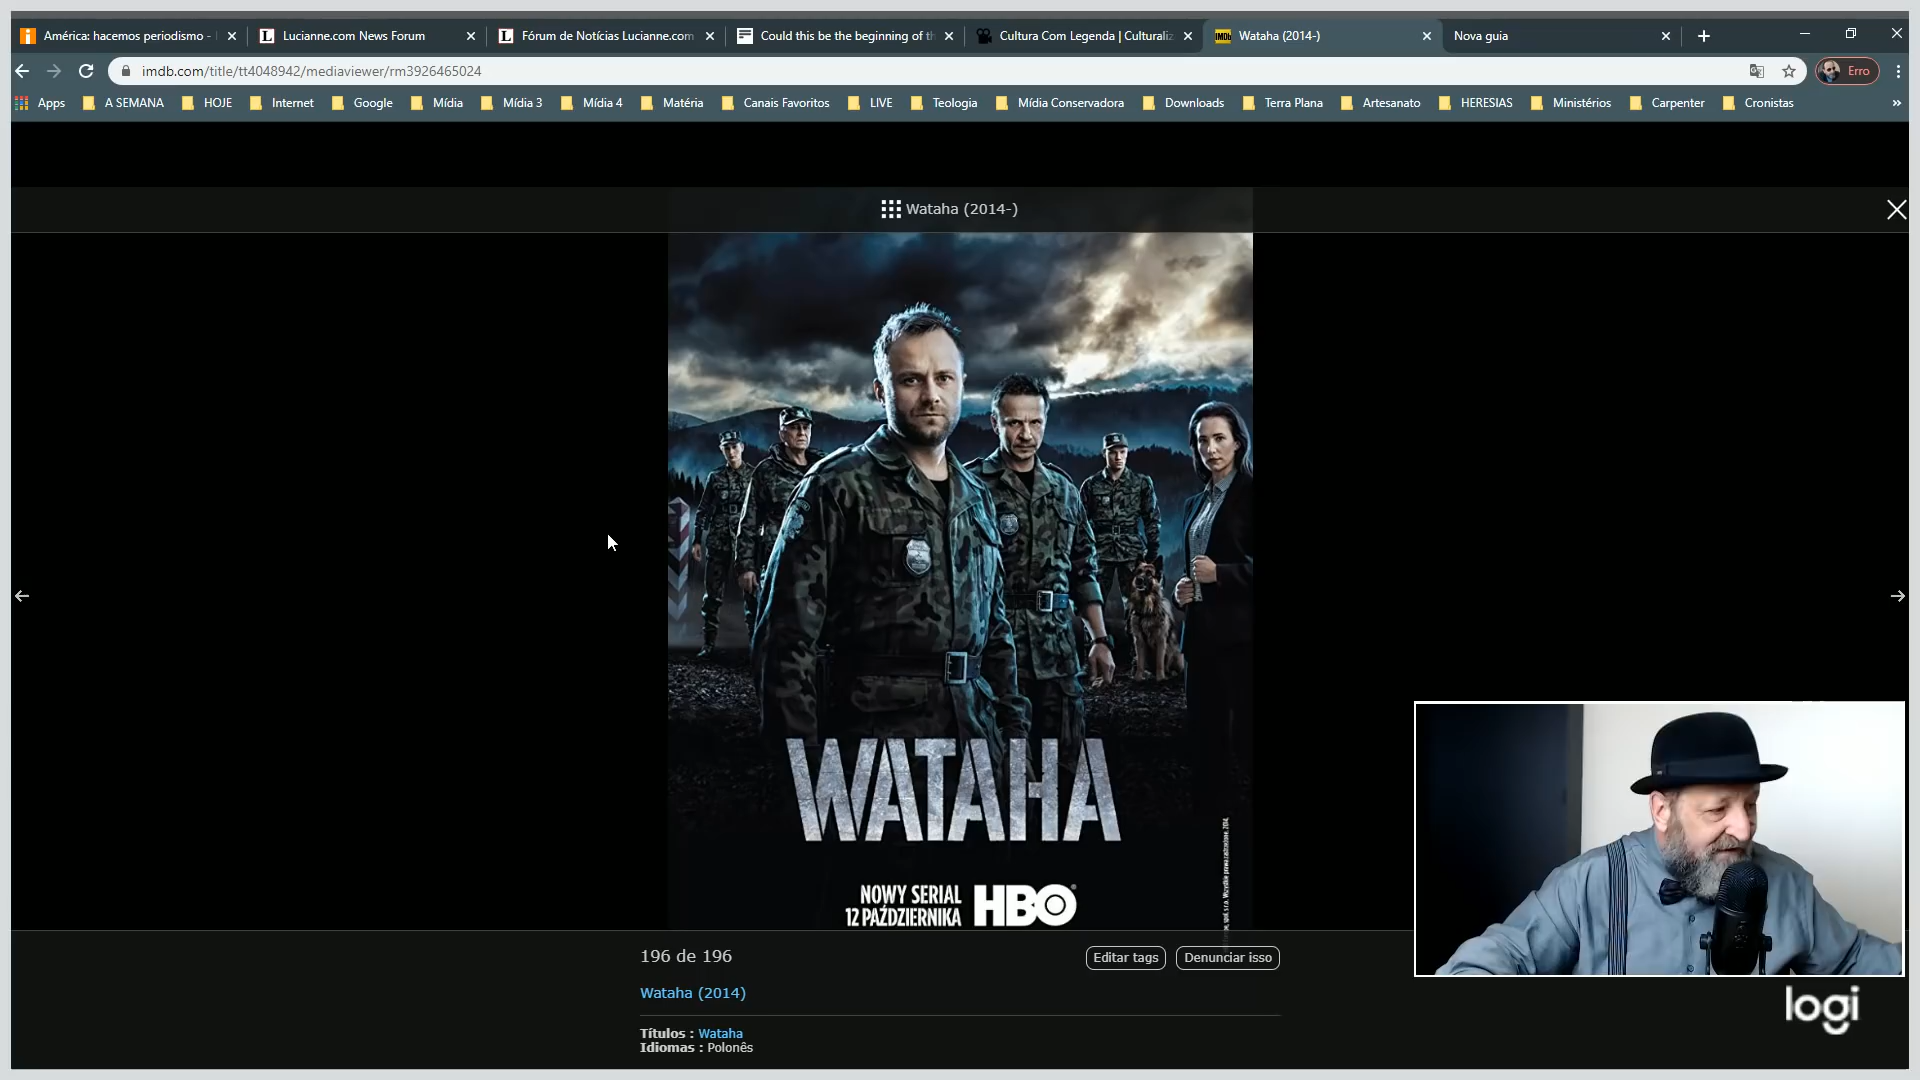 América: hacemos periodismo -
Lucianne.com News Forum
Fórum de Notícias Lucianne.com
Could this be the beginning of th
Cultura Com Legenda | Culturaliz
IMDb
Wataha (2014-)
Nova guia
imdb.com/title/tt4048942/mediaviewer/rm3926465024
Erro
Apps
A SEMANA
HOJE
Internet
Google
Mídia
Mídia 3
Mídia 4
Matéria
Canais Favoritos
LIVE
Teologia
Mídia Conservadora
Downloads
Terra Plana
Artesanato
HERESIAS
Ministérios
Carpenter
Cronistas
»
Wataha (2014-)
WATAHA
NOWY SERIAL
12 PAŹDZIERNIKA
HBO®
196 de 196
Editar tags
Denunciar isso
Wataha (2014)
Títulos : Wataha
Idiomas : Polonês
logi